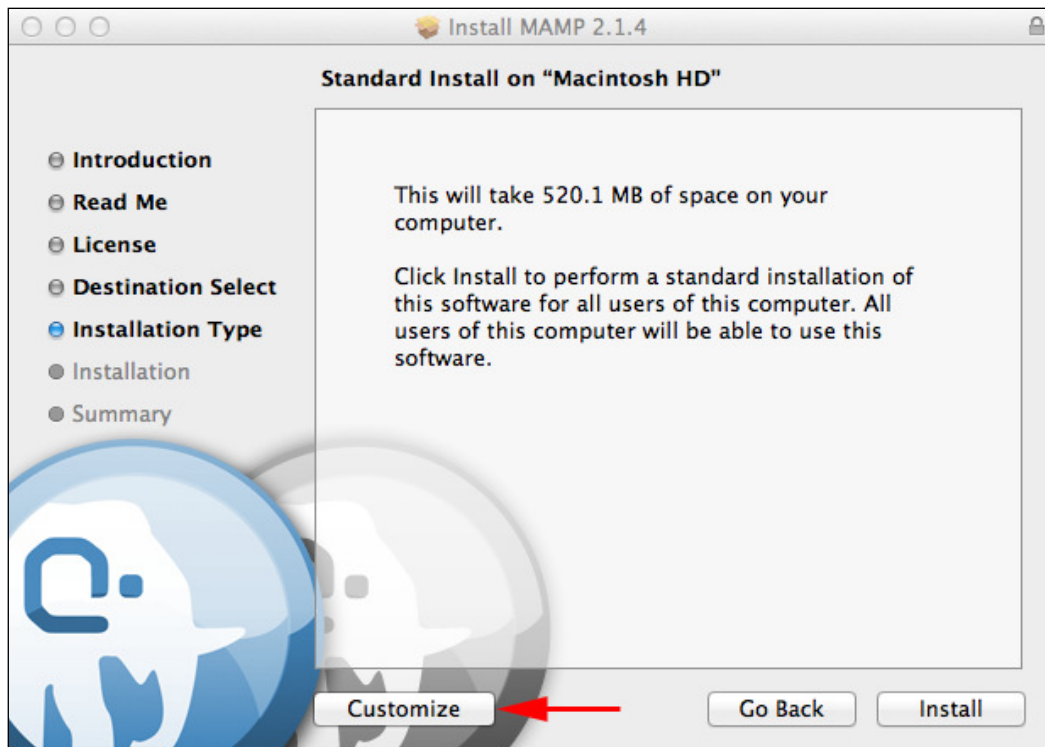 Install MAMP 2.1.4
Standard Install on “Macintosh HD”
Introduction
Read Me
License
Destination Select
Installation Type
Installation
Summary
This will take 520.1 MB of space on your
computer.
Click Install to perform a standard installation of
this software for all users of this computer. All
users of this computer will be able to use this
software.
Customize
Go Back
Install